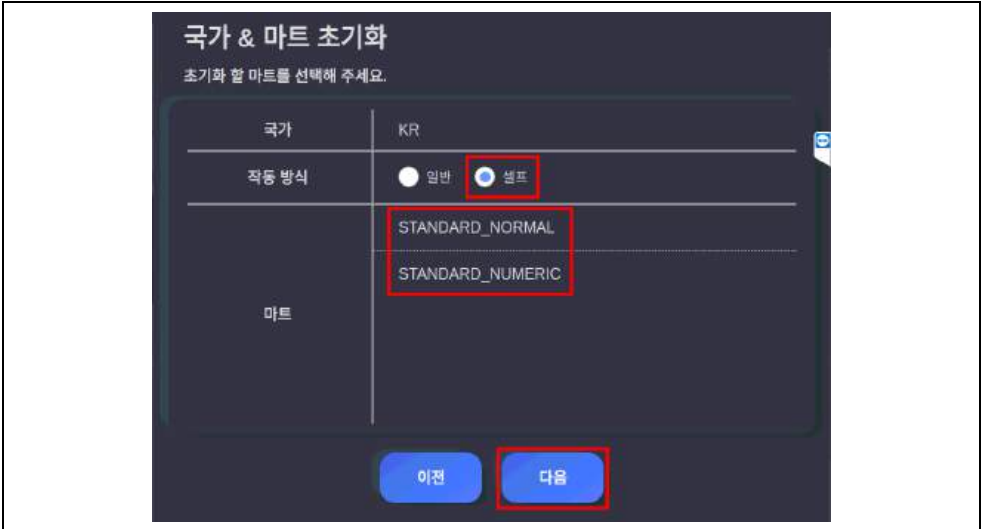 국가 & 마트 초기화
초기화 할 마트를 선택해 주세요.
국가 KR
작동 방식 일반 셀프
STANDARD_NORMAL
STANDARD_NUMERIC
마트
이전 다음